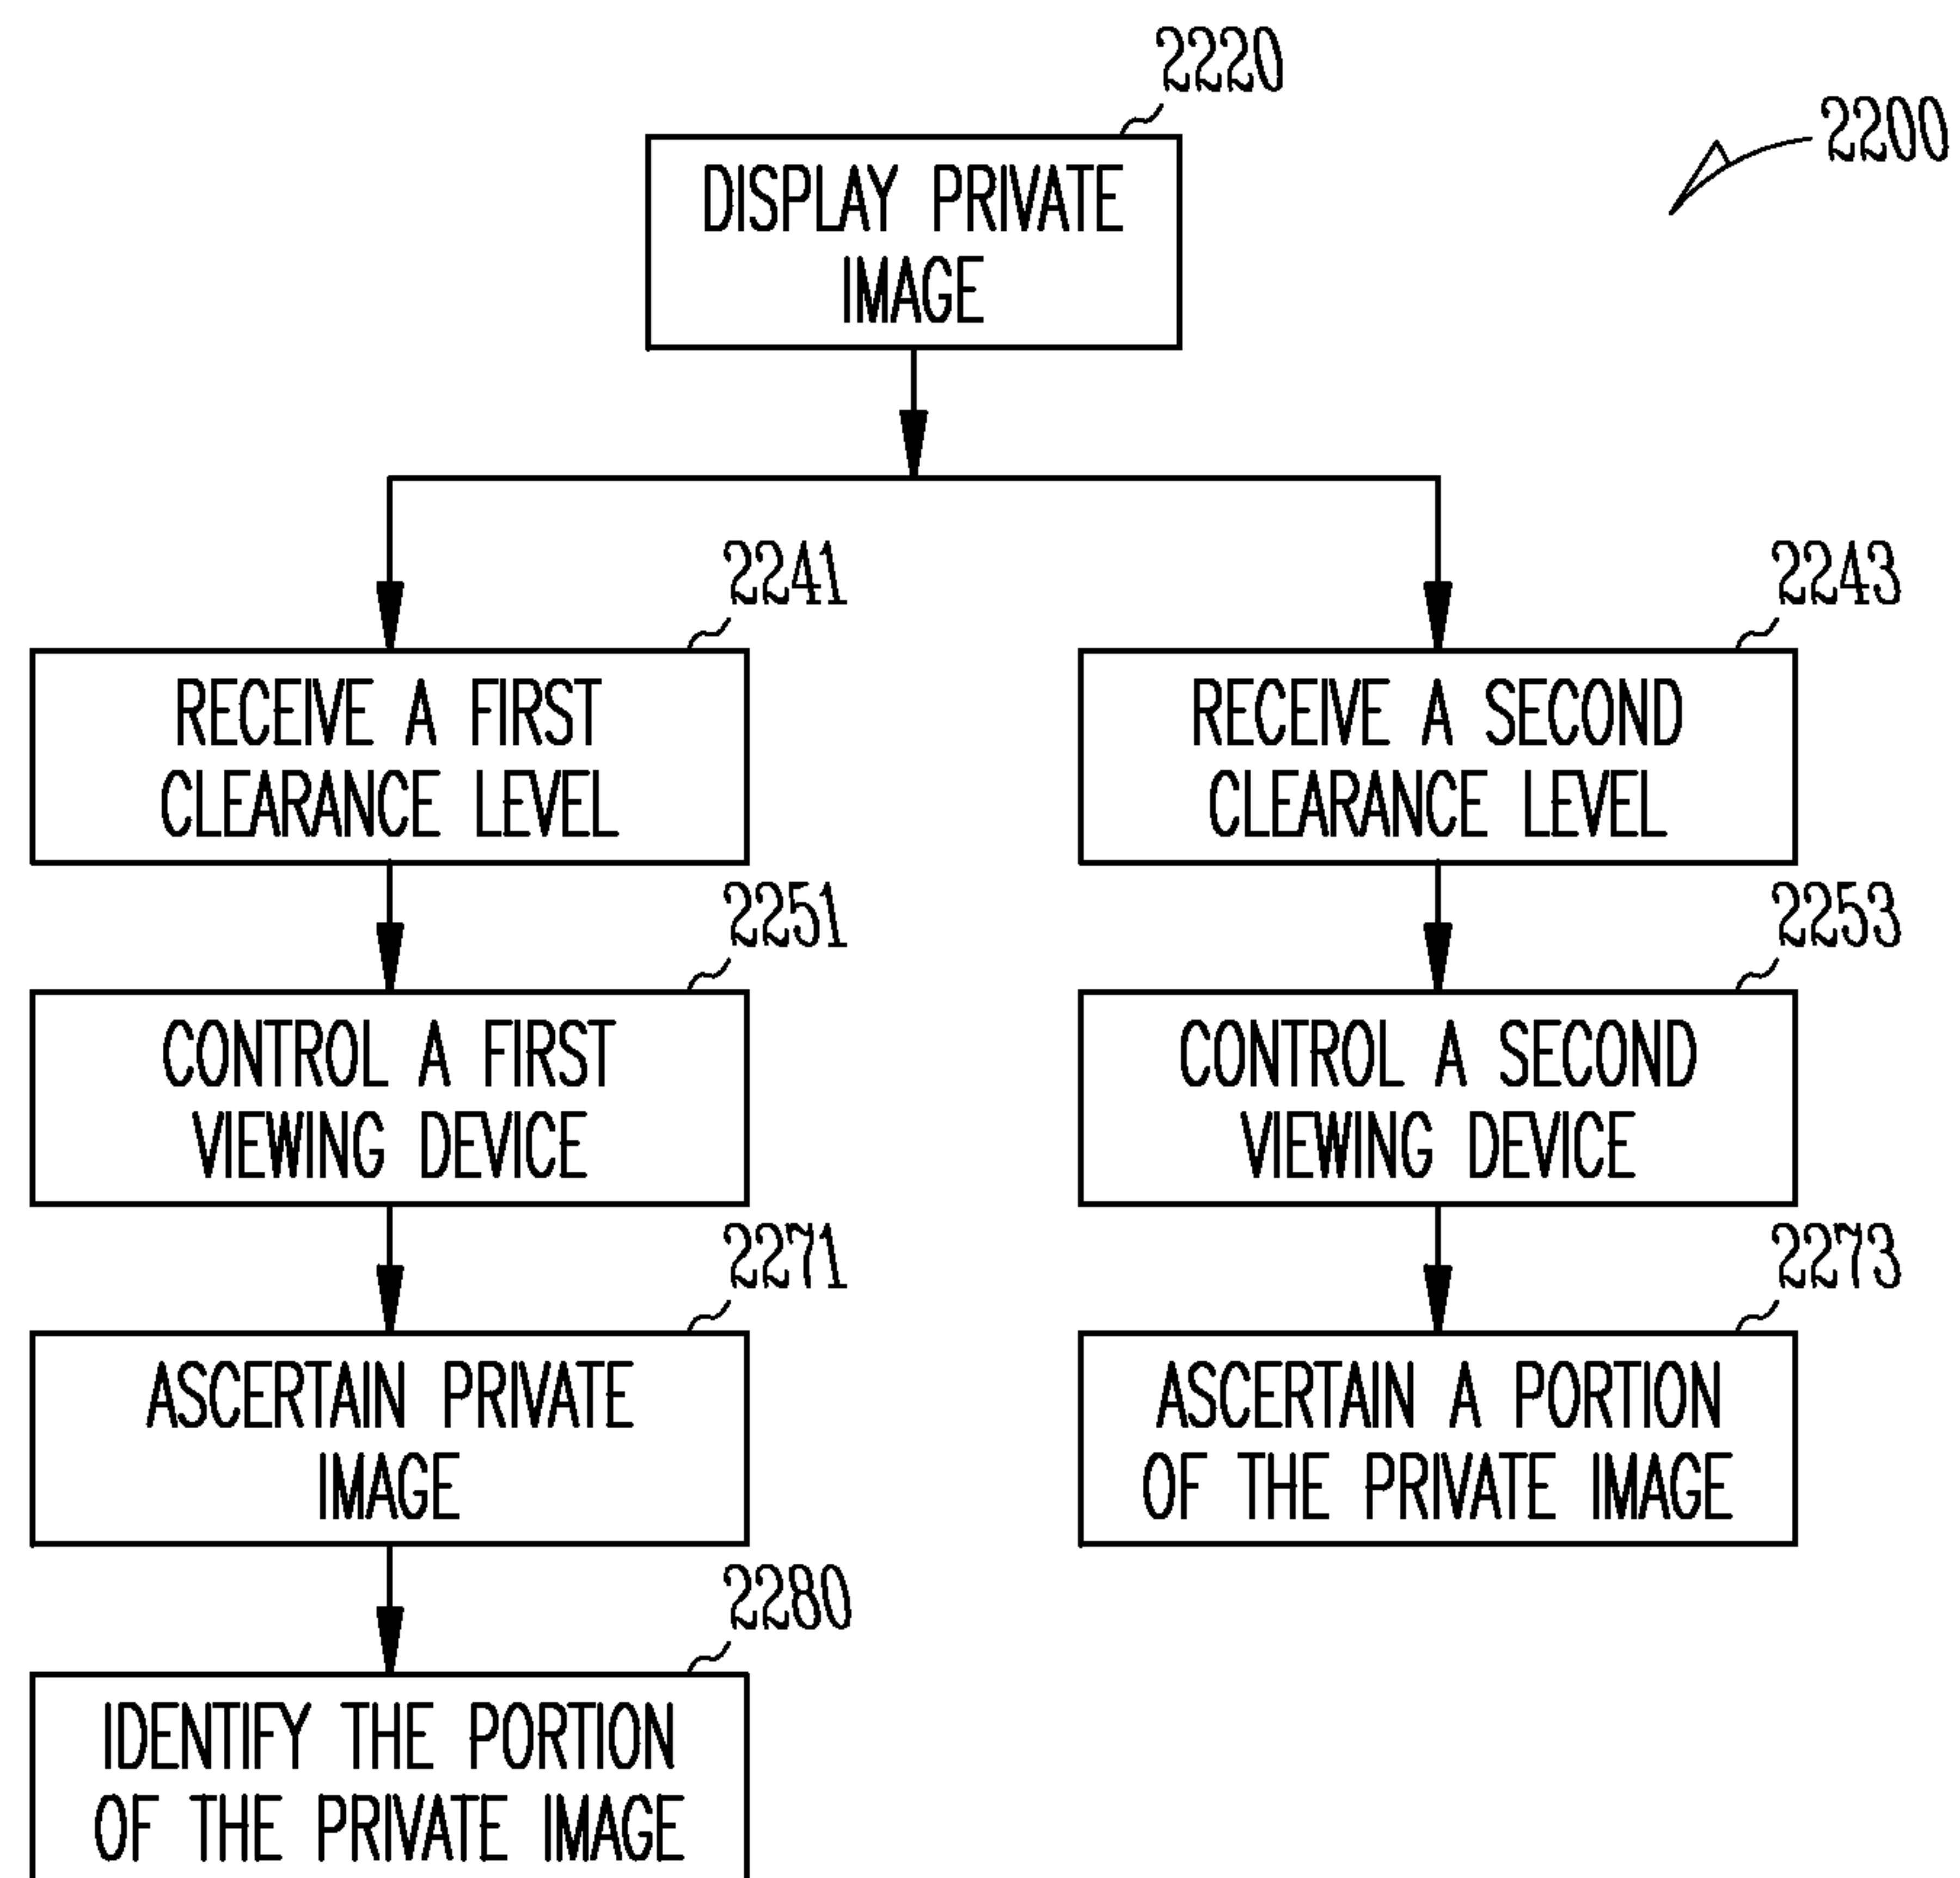 2220
2200
DISPLAY PRIVATE
IMAGE
2241
2243
RECEIVE A FIRST
CLEARANCE LEVEL
RECEIVE A SECOND
CLEARANCE LEVEL
2251
2253
CONTROL A FIRST
VIEWING DEVICE
CONTROL A SECOND
VIEWING DEVICE
2271
2273
ASCERTAIN PRIVATE
IMAGE
ASCERTAIN A PORTION
OF THE PRIVATE IMAGE
2280
IDENTIFY THE PORTION
OF THE PRIVATE IMAGE